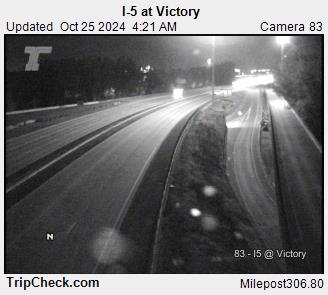 I-5 at Victory
Updated Oct 25 2024 4:21 AM Camera 83
T
N
83 - I5 @ Victory
TripCheck.com Milepost306.80